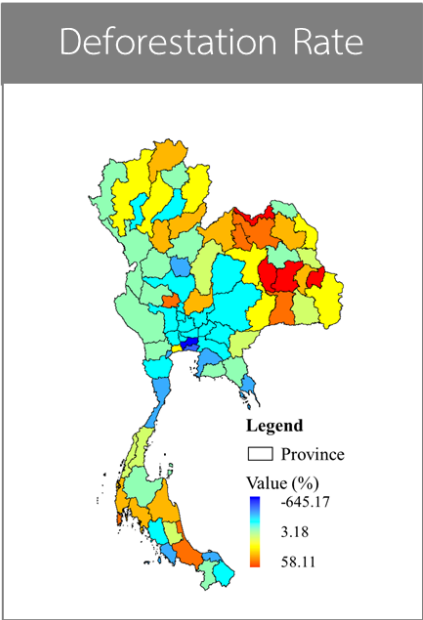 Deforestation Rate
Legend
Province
Value (%)
-645.17
3.18
58.11